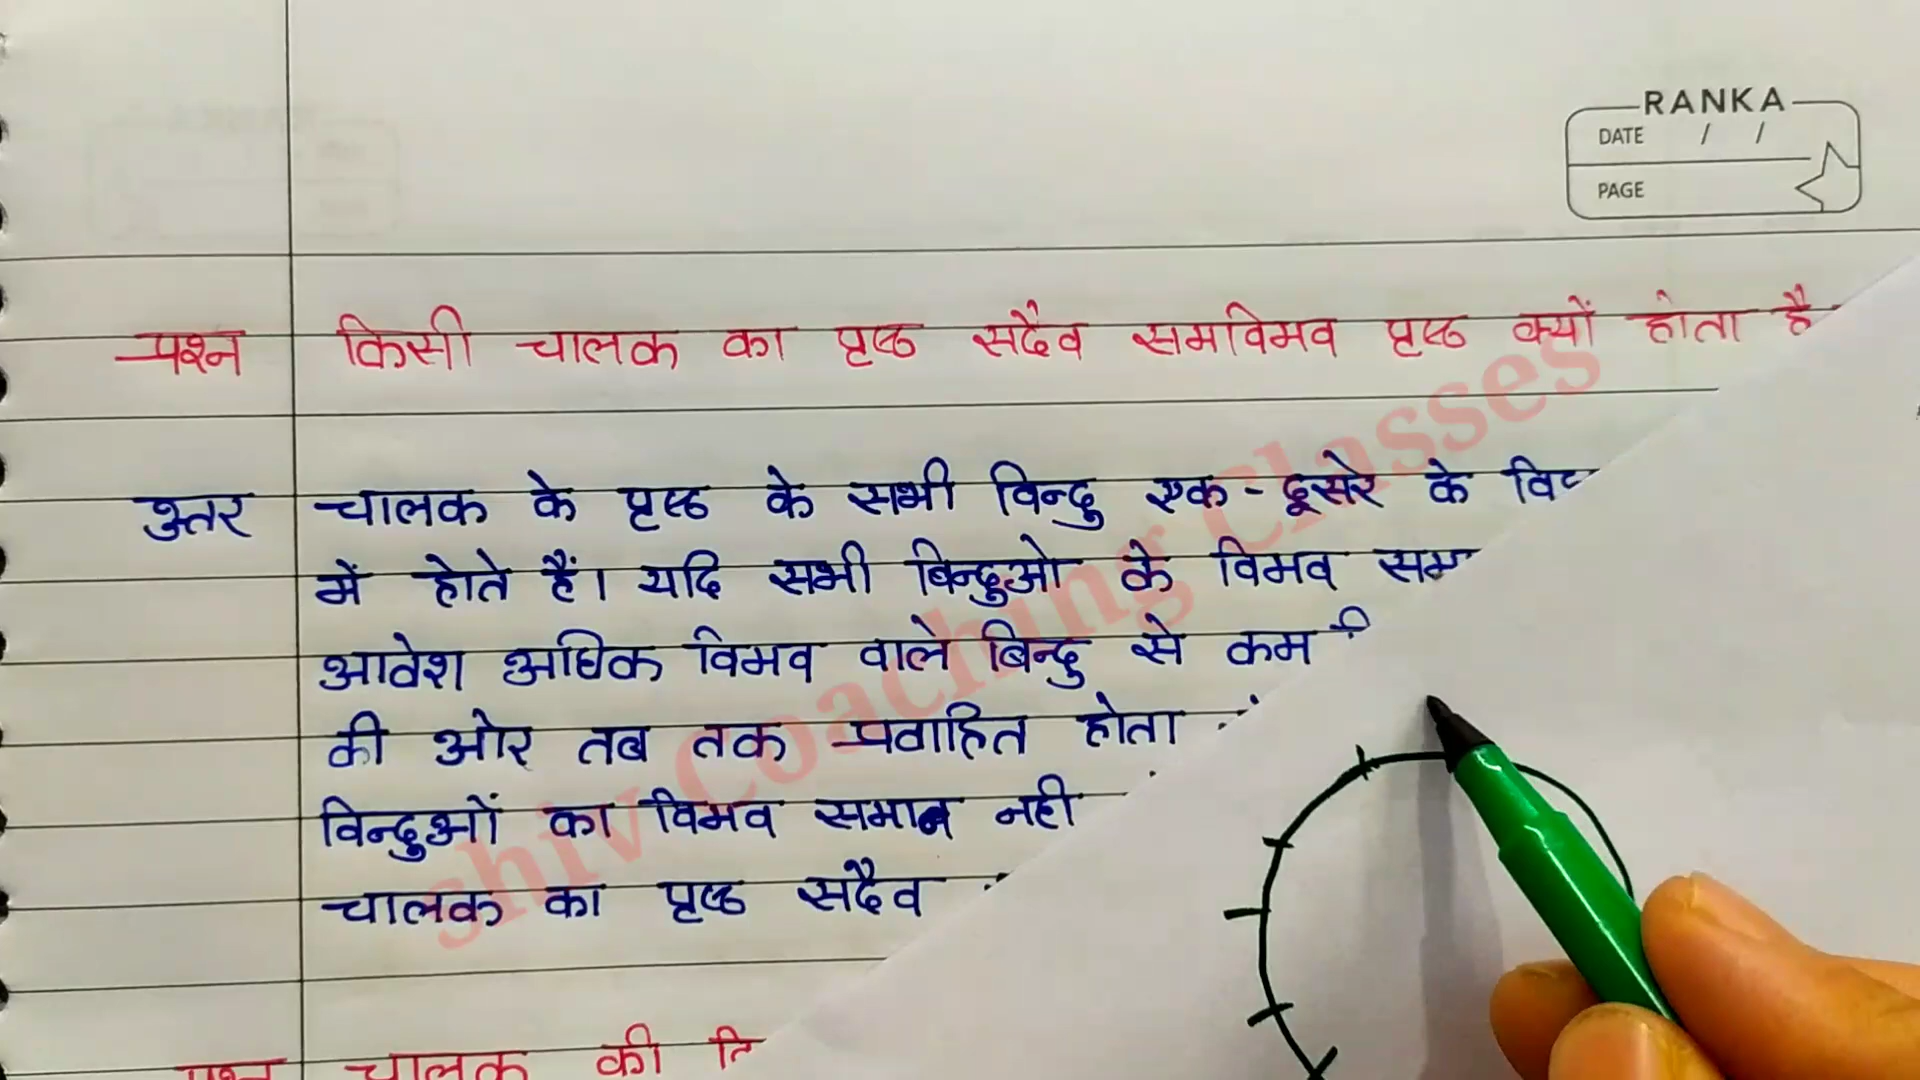 RANKA
DATE / /
PAGE
प्रश्न किसी चालक का पृष्ठ सदैव समविभव पृष्ठ क्यों होता है
उत्तर चालक के पृष्ठ के सभी विन्दु एक-दूसरे के
में होते हैं। यदि सभी बिन्दुओ के विभव
आवेश अधिक विभव वाले बिन्दु से कम
की ओर तब तक प्रवाहित होता
विन्दुओं का विभव समान नही
चालक का पृष्ठ सदैव
प्रश्न चालक की
shiv Coaching Classes